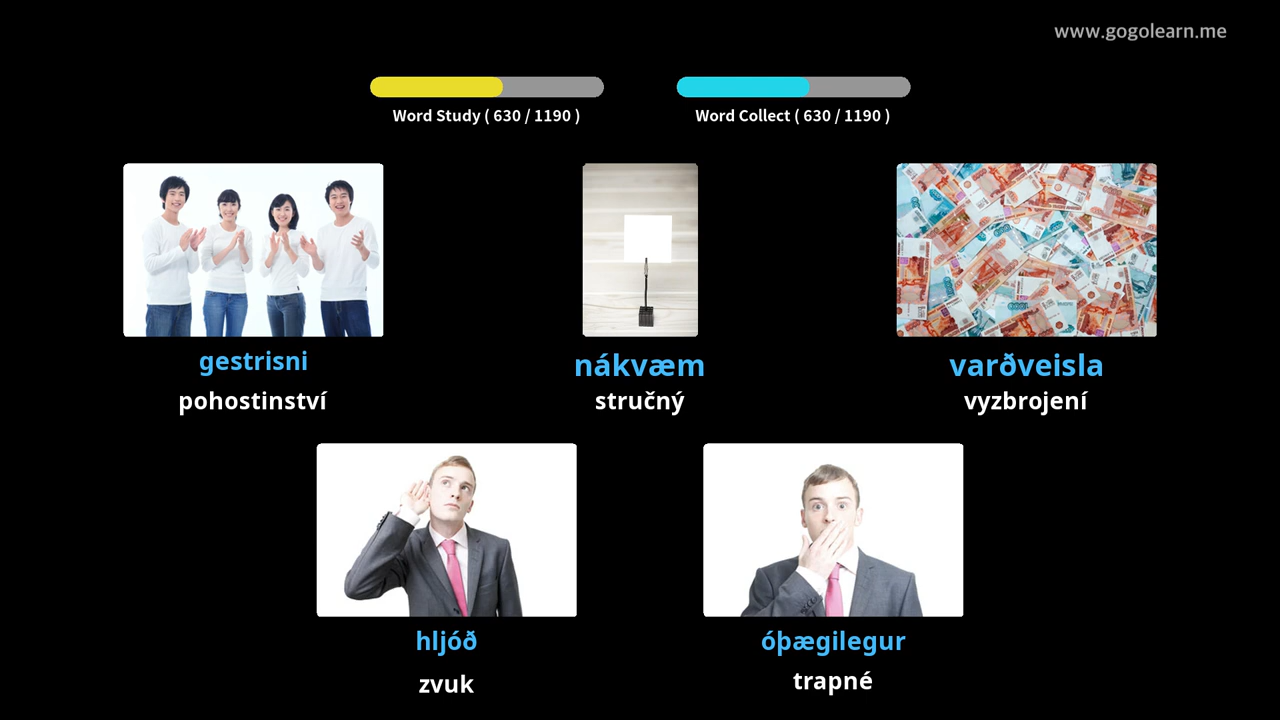 www.gogolearn.me
Word Study ( 630 / 1190 )
Word Collect ( 630 / 1190 )
gestrisni
pohostinství
nákvæm
stručný
varðveisla
vyzbrojení
hljóð
zvuk
óþægilegur
trapné